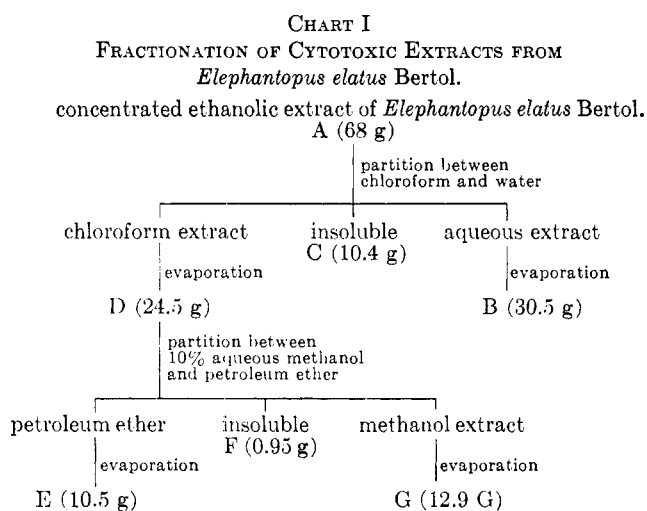 CHART I
FRACTIONATION OF CYTOTOXIC EXTRACTS FROM
Elephantopus elatus Bertol.
concentrated ethanolic extract of Elephantopus elatus Bertol.
A (68 g)
partition between
chloroform and water
chloroform extract insoluble aqueous extract
C (10.4 g)
evaporation evaporation
D (24.5 g) B (30.5 g)
partition between
10% aqueous methanol
and petroleum ether
petroleum ether insoluble methanol extract
F (0.95 g)
evaporation evaporation
E (10.5 g) G (12.9 G)